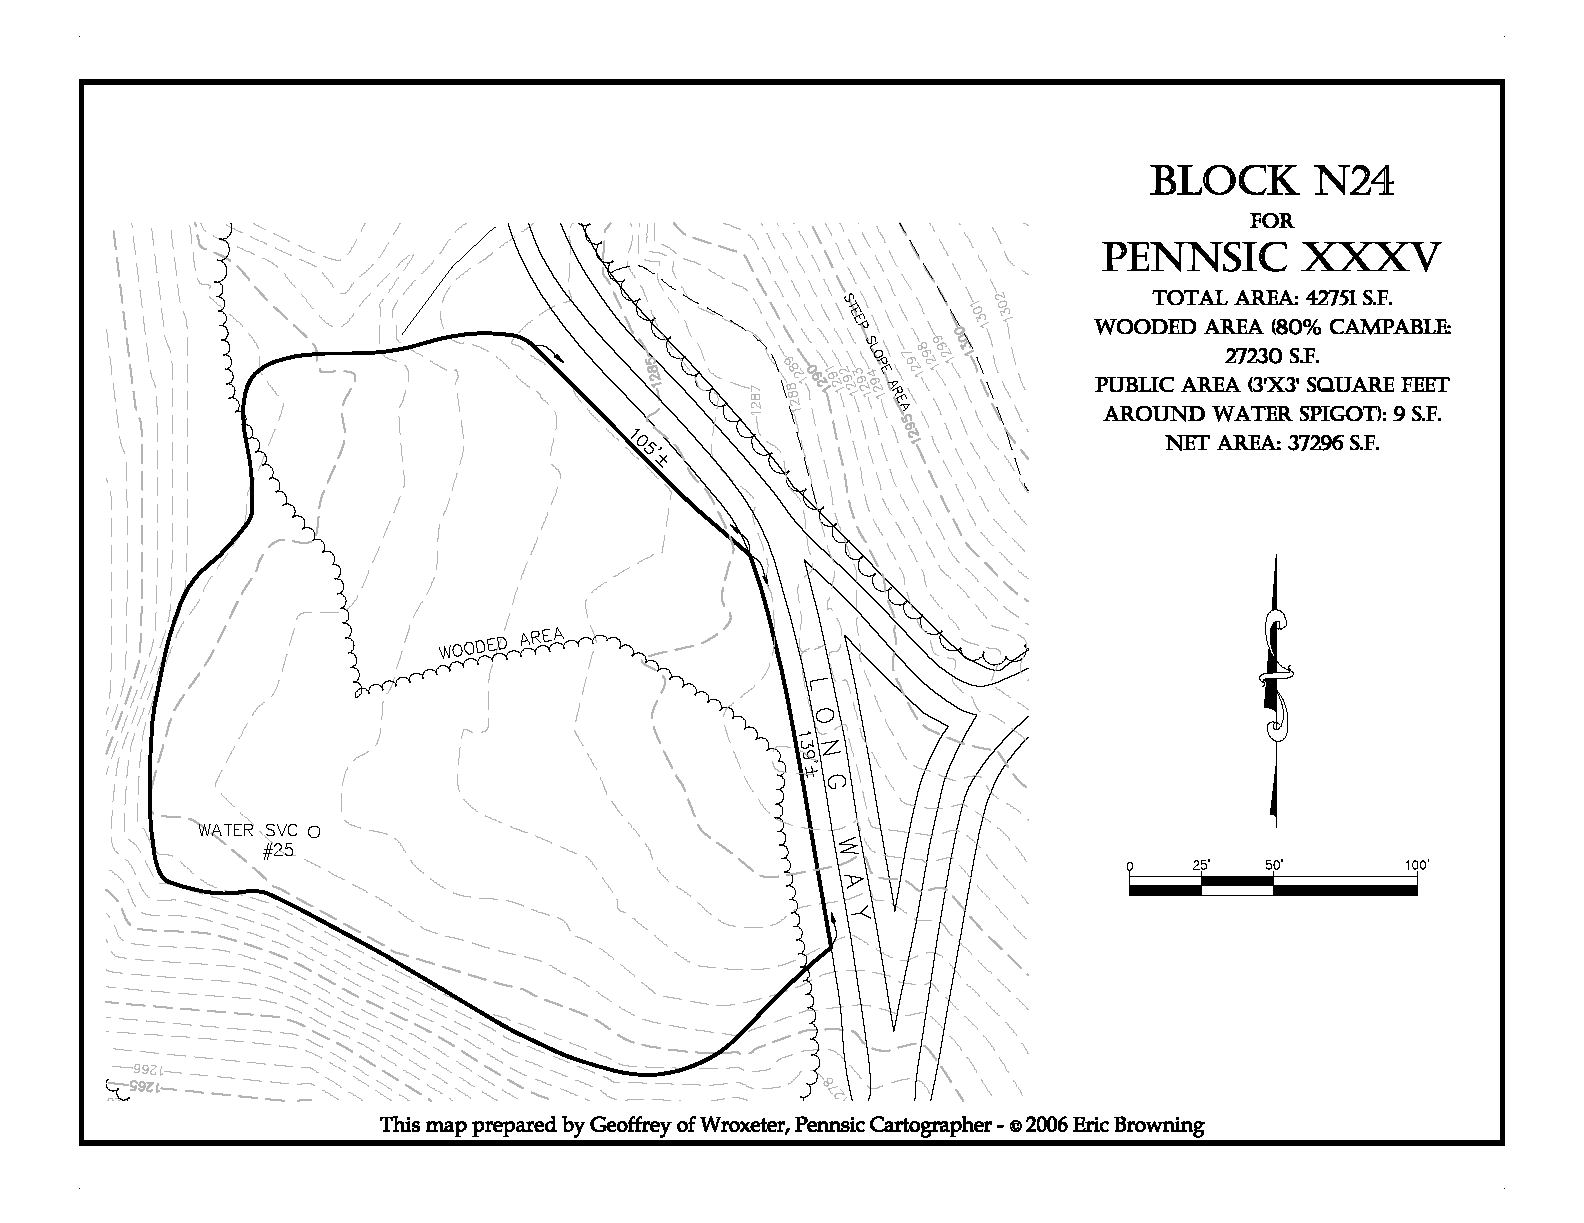 BLOCK N24
FOR
PENNSIC XXXV
TOTAL AREA: 42751 S.F.
WOODED AREA (80% CAMPABLE:
27230 S.F.
PUBLIC AREA (3'X3' SQUARE FEET
AROUND WATER SPIGOT): 9 S.F.
NET AREA: 37296 S.F.
STEEP SLOPE AREA
1301
1302
1300
1299
1298
1297
1295
1294
1293
1292
1291
1290
1289
1288
1287
1285
105'±
WOODED AREA
LONG WAY
139'±
WATER SVC
#25
0 25' 50' 100'
1266
1265
1278
This map prepared by Geoffrey of Wroxeter, Pennsic Cartographer - © 2006 Eric Browning